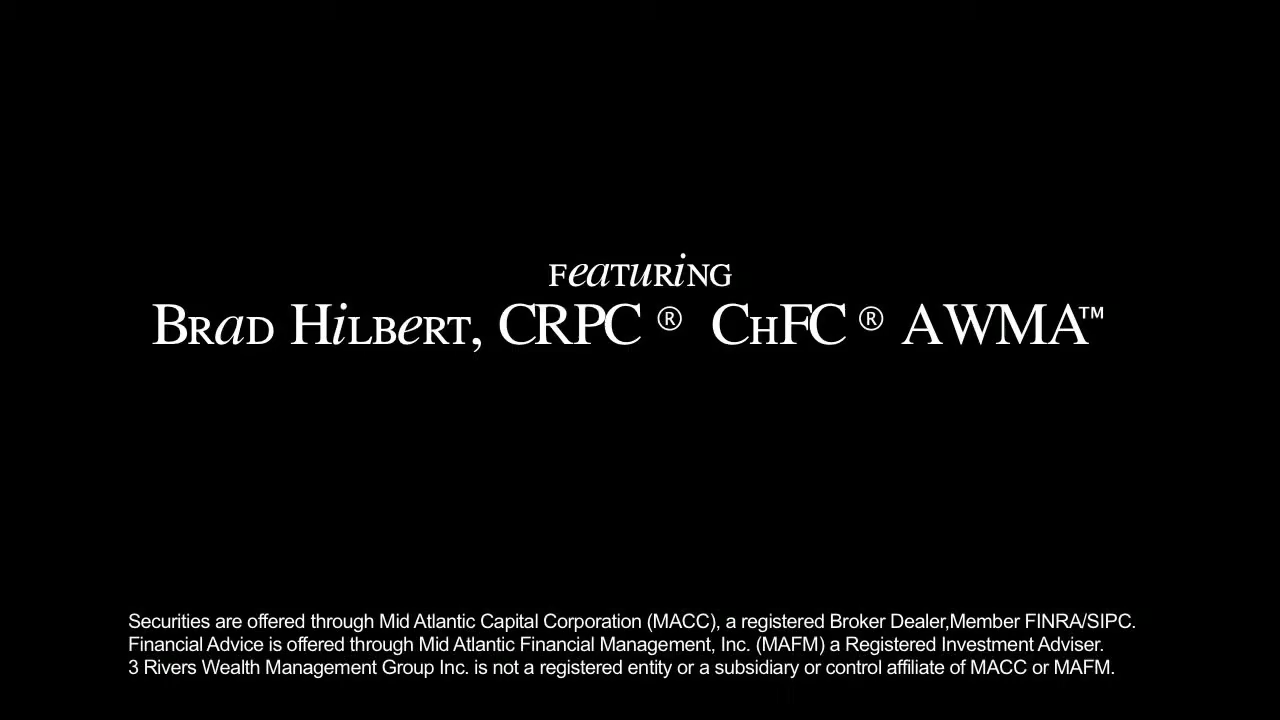 Featuring
Brad Hilbert, CRPC ® ChFC ® AWMA™
Securities are offered through Mid Atlantic Capital Corporation (MACC), a registered Broker Dealer,Member FINRA/SIPC.
Financial Advice is offered through Mid Atlantic Financial Management, Inc. (MAFM) a Registered Investment Adviser.
3 Rivers Wealth Management Group Inc. is not a registered entity or a subsidiary or control affiliate of MACC or MAFM.